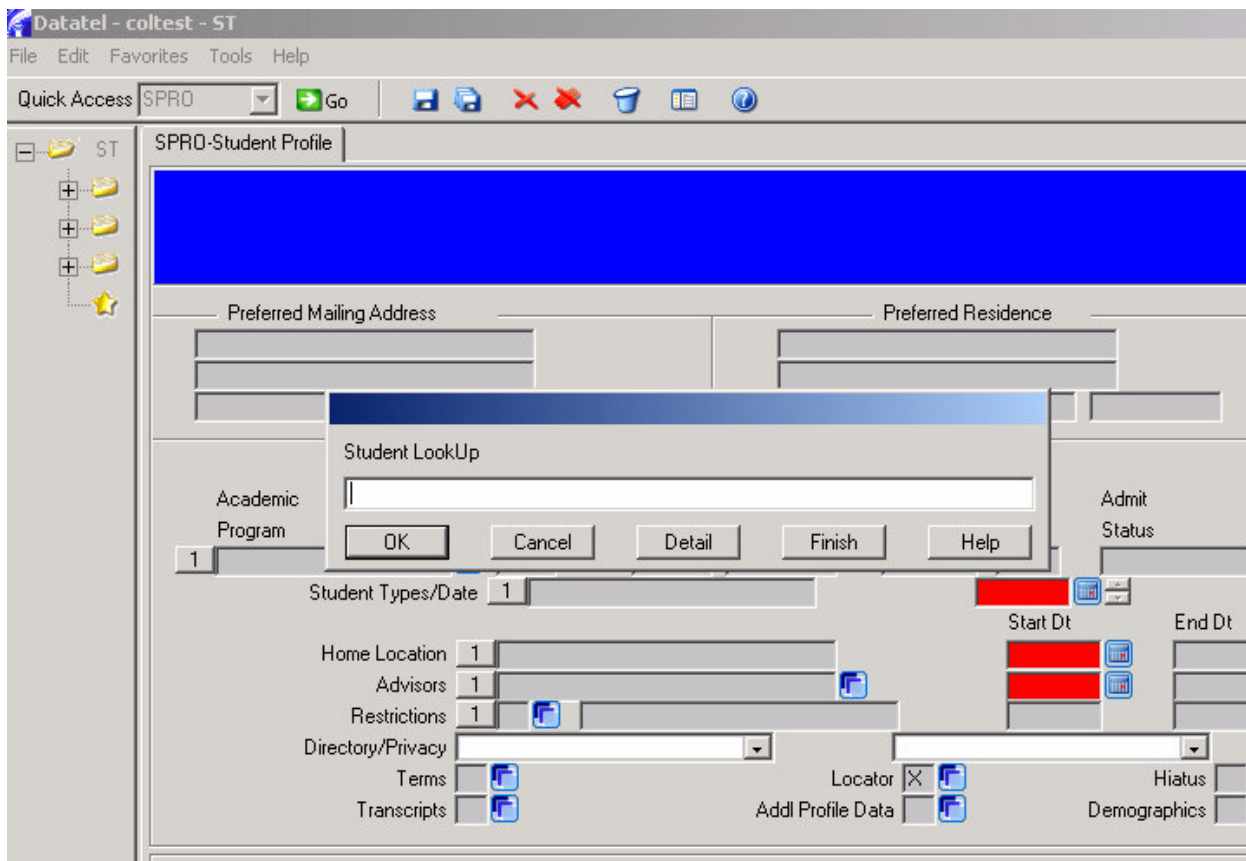 Datatel - coltest - ST
File Edit Favorites Tools Help
Quick Access SPRO Go
ST
SPRO-Student Profile
Preferred Mailing Address Preferred Residence
Student LookUp
Academic Admit
Program Status
OK Cancel Detail Finish Help
1
Student Types/Date 1
Start Dt End Dt
Home Location 1
Advisors 1
Restrictions 1
Directory/Privacy
Terms Locator X Hiatus
Transcripts Addl Profile Data Demographics